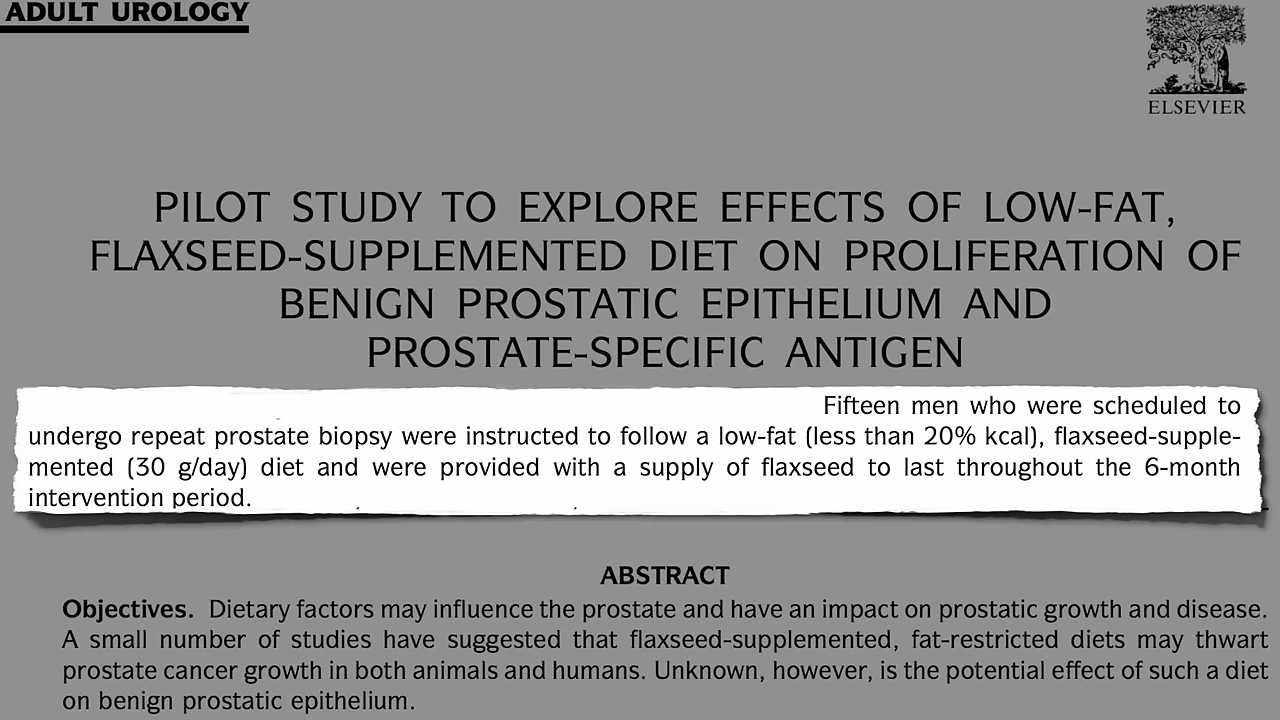 ADULT UROLOGY
ELSEVIER
PILOT STUDY TO EXPLORE EFFECTS OF LOW-FAT,
FLAXSEED-SUPPLEMENTED DIET ON PROLIFERATION OF
BENIGN PROSTATIC EPITHELIUM AND
PROSTATE-SPECIFIC ANTIGEN
Fifteen men who were scheduled to
undergo repeat prostate biopsy were instructed to follow a low-fat (less than 20% kcal), flaxseed-supple-
mented (30 g/day) diet and were provided with a supply of flaxseed to last throughout the 6-month
intervention period.
ABSTRACT
Objectives. Dietary factors may influence the prostate and have an impact on prostatic growth and disease.
A small number of studies have suggested that flaxseed-supplemented, fat-restricted diets may thwart
prostate cancer growth in both animals and humans. Unknown, however, is the potential effect of such a diet
on benign prostatic epithelium.